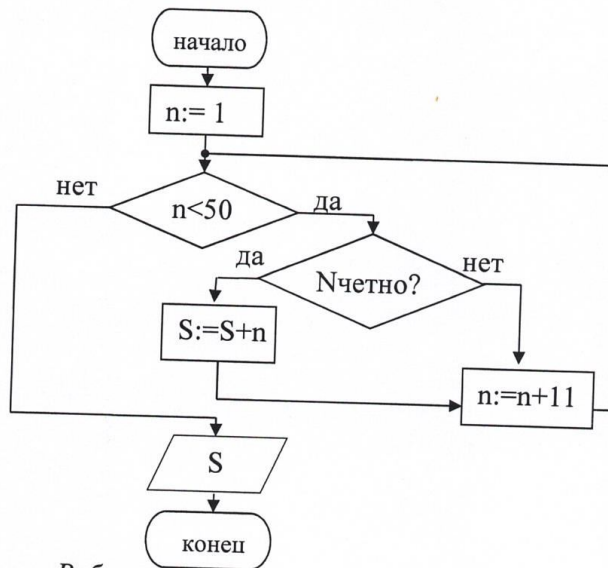 начало
n:= 1
нет
n<50
да
да
Nчетно?
нет
S:=S+n
n:=n+11
S
конец